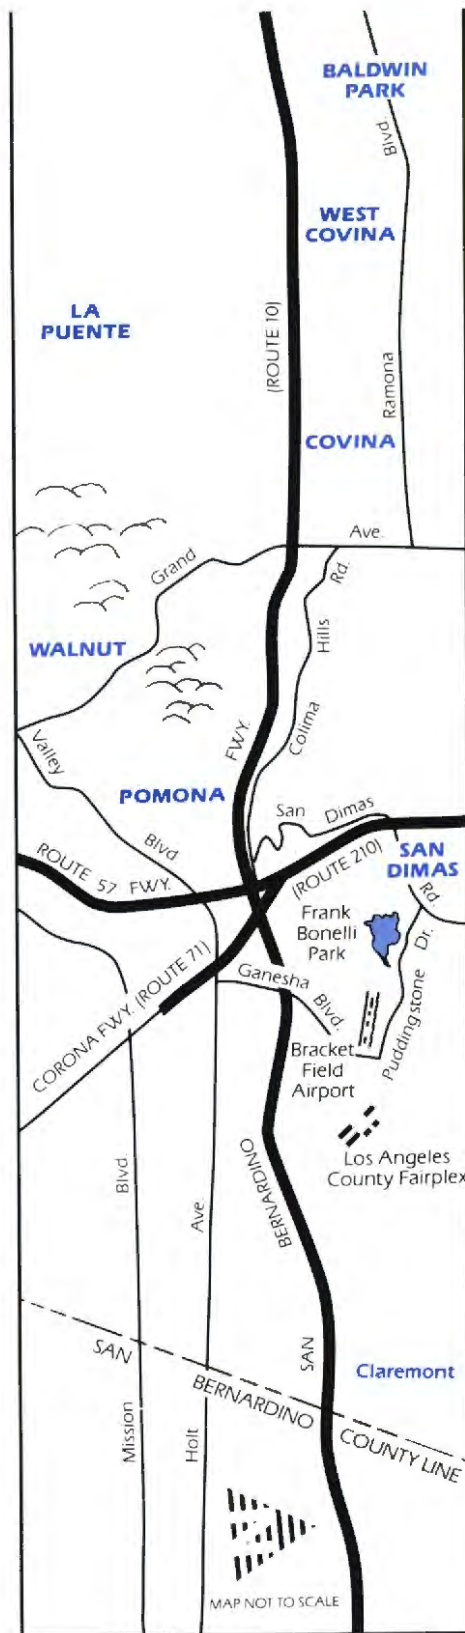 BALDWIN
PARK
Blvd.
WEST
COVINA
LA
PUENTE
(ROUTE 10)
Ramona
COVINA
Ave.
Grand
Rd.
Hills
WALNUT
Colima
FWY.
Valley
POMONA
San Dimas
Blvd
(ROUTE 210)
SAN
DIMAS
ROUTE 57 FWY.
Rd.
Frank
Bonelli
Park
Dr.
CORONA FWY. (ROUTE 71)
Ganesha
Blvd.
Puddingstone
Bracket
Field
Airport
Los Angeles
County Fairplex
BERNARDINO
Blvd.
Ave.
SAN
SAN BERNARDINO COUNTY LINE
Claremont
Mission
Holt
MAP NOT TO SCALE